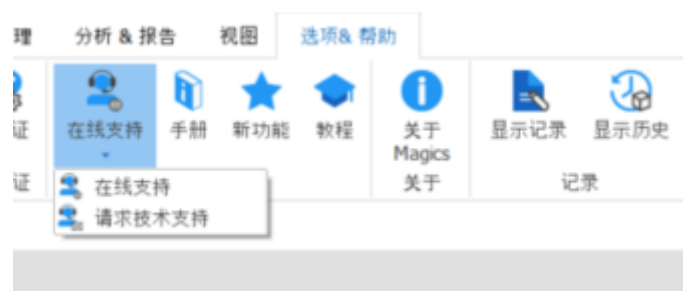 理 分析 & 报告 视图 选项& 帮助
证 在线支持 手册 新功能 教程 关于 Magics 显示记录 显示历史
证 关于 记录
在线支持
请求技术支持